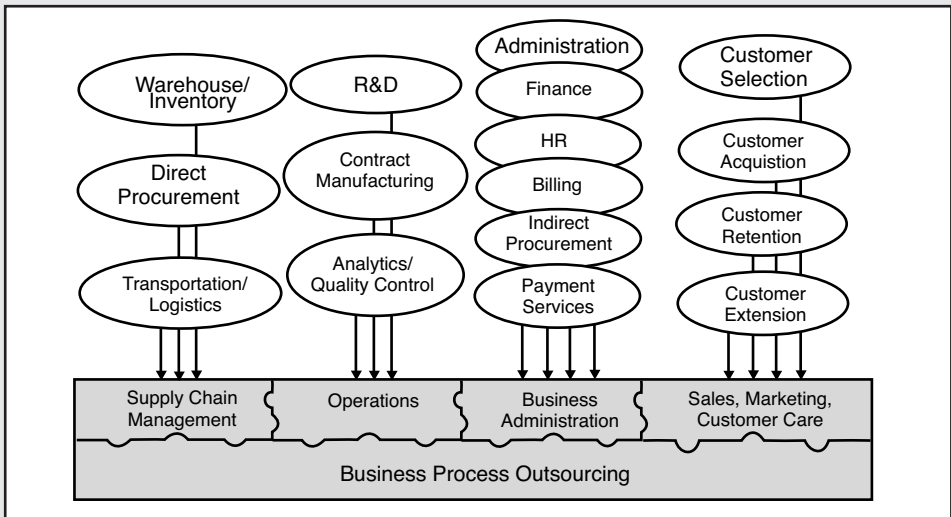 Warehouse/
Inventory
Direct
Procurement
Transportation/
Logistics
R&D
Contract
Manufacturing
Analytics/
Quality Control
Administration
Finance
HR
Billing
Indirect
Procurement
Payment
Services
Customer
Selection
Customer
Acquistion
Customer
Retention
Customer
Extension
Supply Chain
Management
Operations
Business
Administration
Sales, Marketing,
Customer Care
Business Process Outsourcing